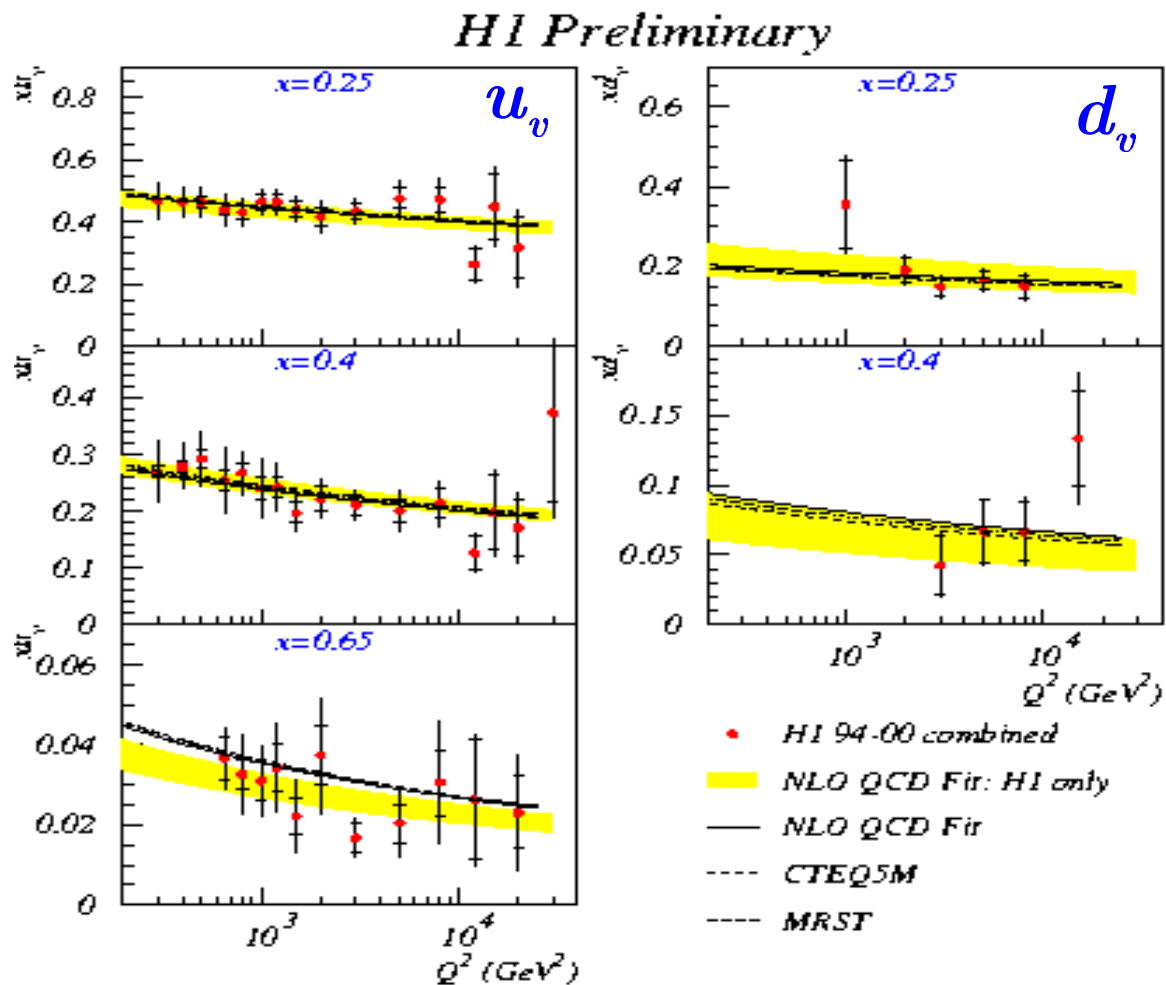 H1 Preliminary
xu_v
x=0.25
u_v
0.8
0.6
0.4
0.2
0
xu_v
x=0.4
0.4
0.3
0.2
0.1
0
xu_v
x=0.65
0.06
0.04
0.02
0
10^3
10^4
Q^2 (GeV^2)
xd_v
x=0.25
d_v
0.6
0.4
0.2
0
xd_v
x=0.4
0.15
0.1
0.05
0
10^3
10^4
Q^2 (GeV^2)
H1 94-00 combined
NLO QCD Fit: H1 only
NLO QCD Fit
CTEQ5M
MRST